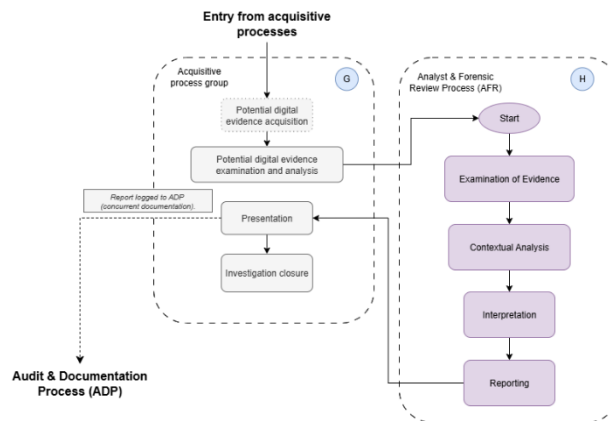 Entry from acquisitive
processes
Acquisitive
process group
G
Analyst & Forensic
Review Process (AFR)
H
Potential digital
evidence acquisition
Start
Potential digital evidence
examination and analysis
Examination of Evidence
Report logged to ADP
(concurrent documentation).
Presentation
Contextual Analysis
Investigation closure
Interpretation
Audit & Documentation
Process (ADP)
Reporting